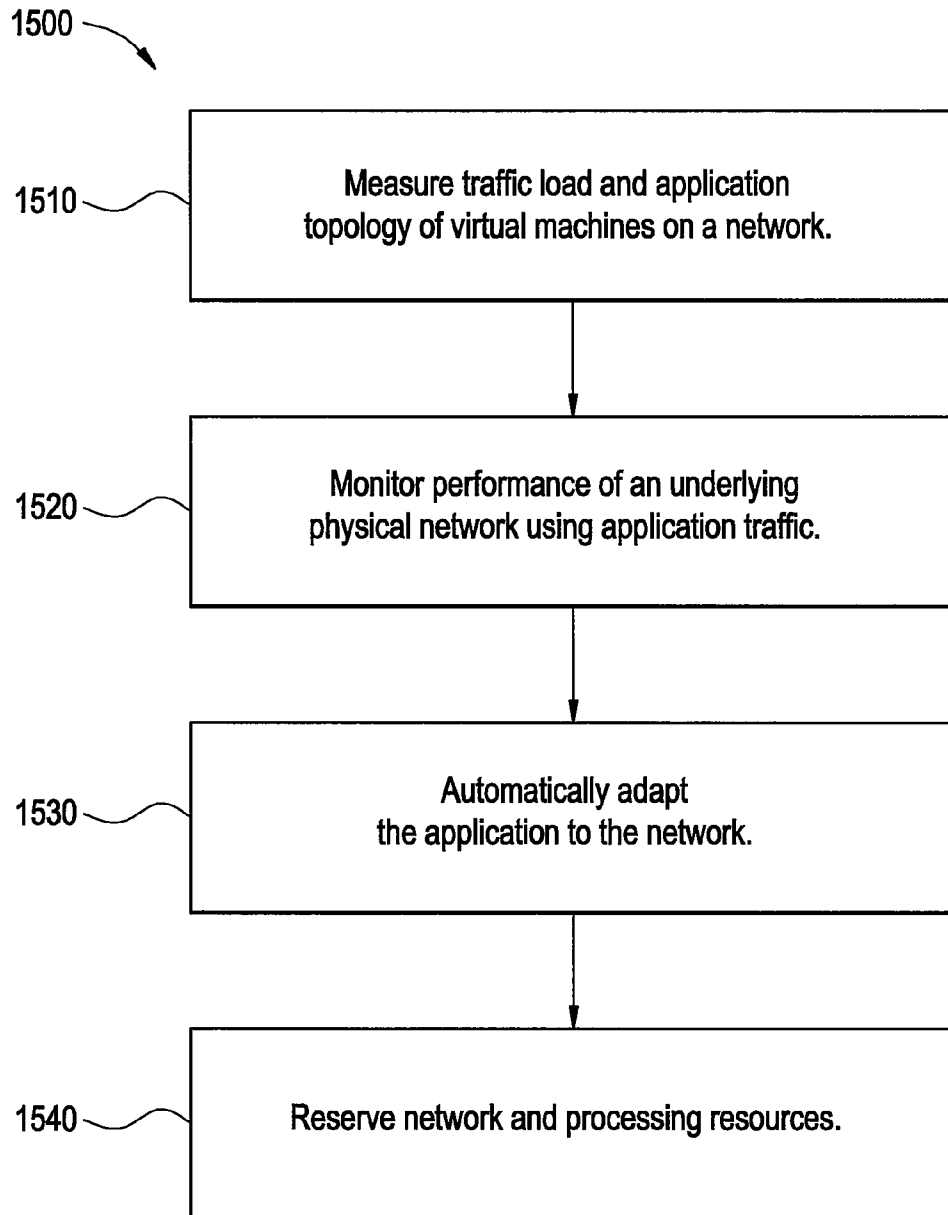 1500
1510
Measure traffic load and application
topology of virtual machines on a network.
1520
Monitor performance of an underlying
physical network using application traffic.
1530
Automatically adapt
the application to the network.
1540
Reserve network and processing resources.